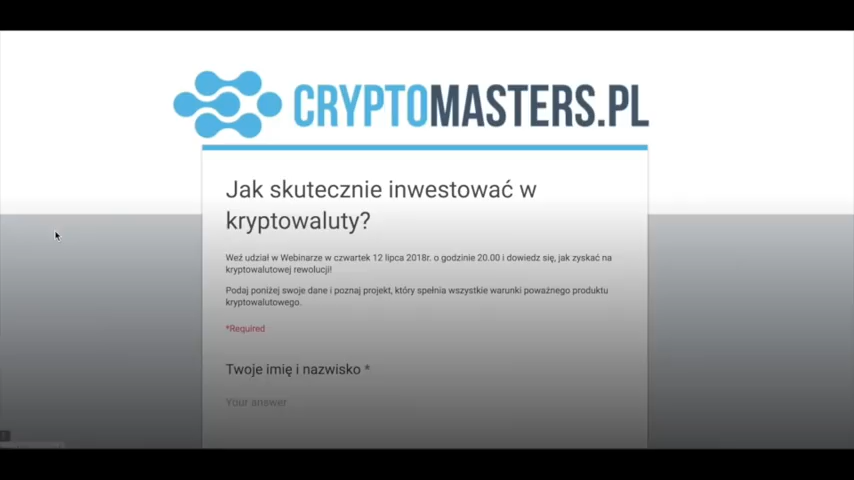 CRYPTOMASTERS.PL
Jak skutecznie inwestować w
kryptowaluty?
Weź udział w Webinarze w czwartek 12 lipca 2018r. o godzinie 20.00 i dowiedz się, jak zyskać na
kryptowalutowej rewolucji!
Podaj poniżej swoje dane i poznaj projekt, który spełnia wszystkie warunki poważnego produktu
kryptowalutowego.
*Required
Twoje imię i nazwisko *
Your answer